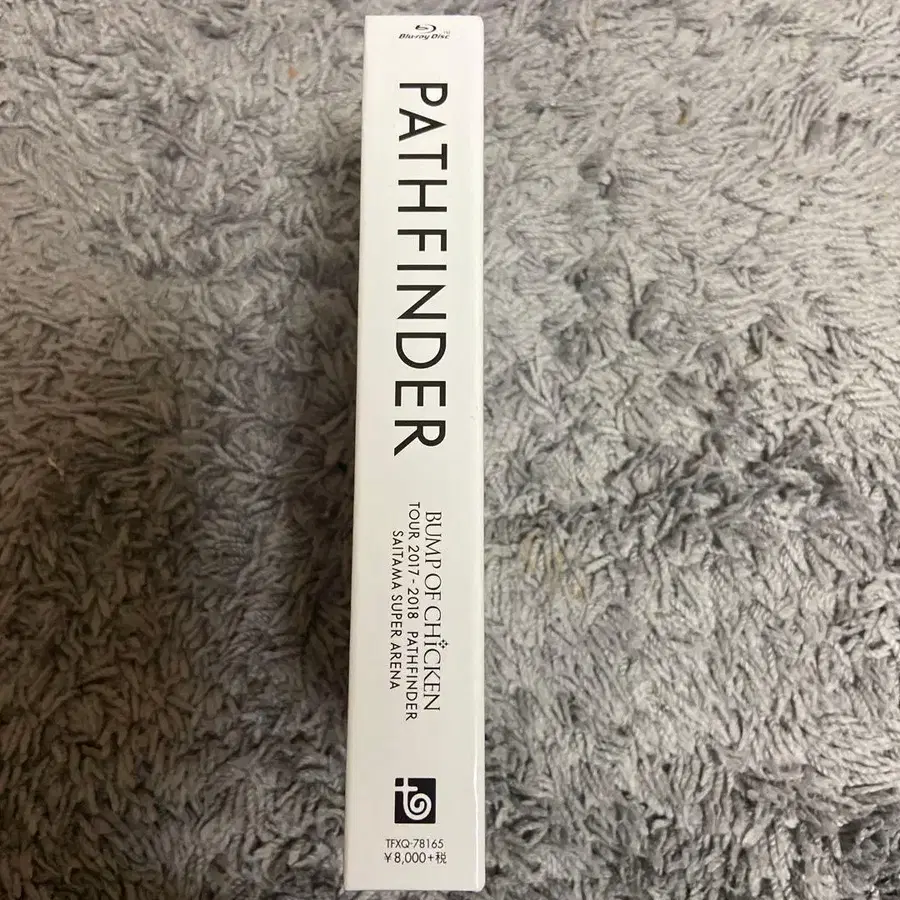 Blu-ray Disc TM
PATHFINDER
BUMP OF CHICKEN
TOUR 2017-2018 PATHFINDER
SAITAMA SUPER ARENA
TFXQ-78165
¥8,000+税